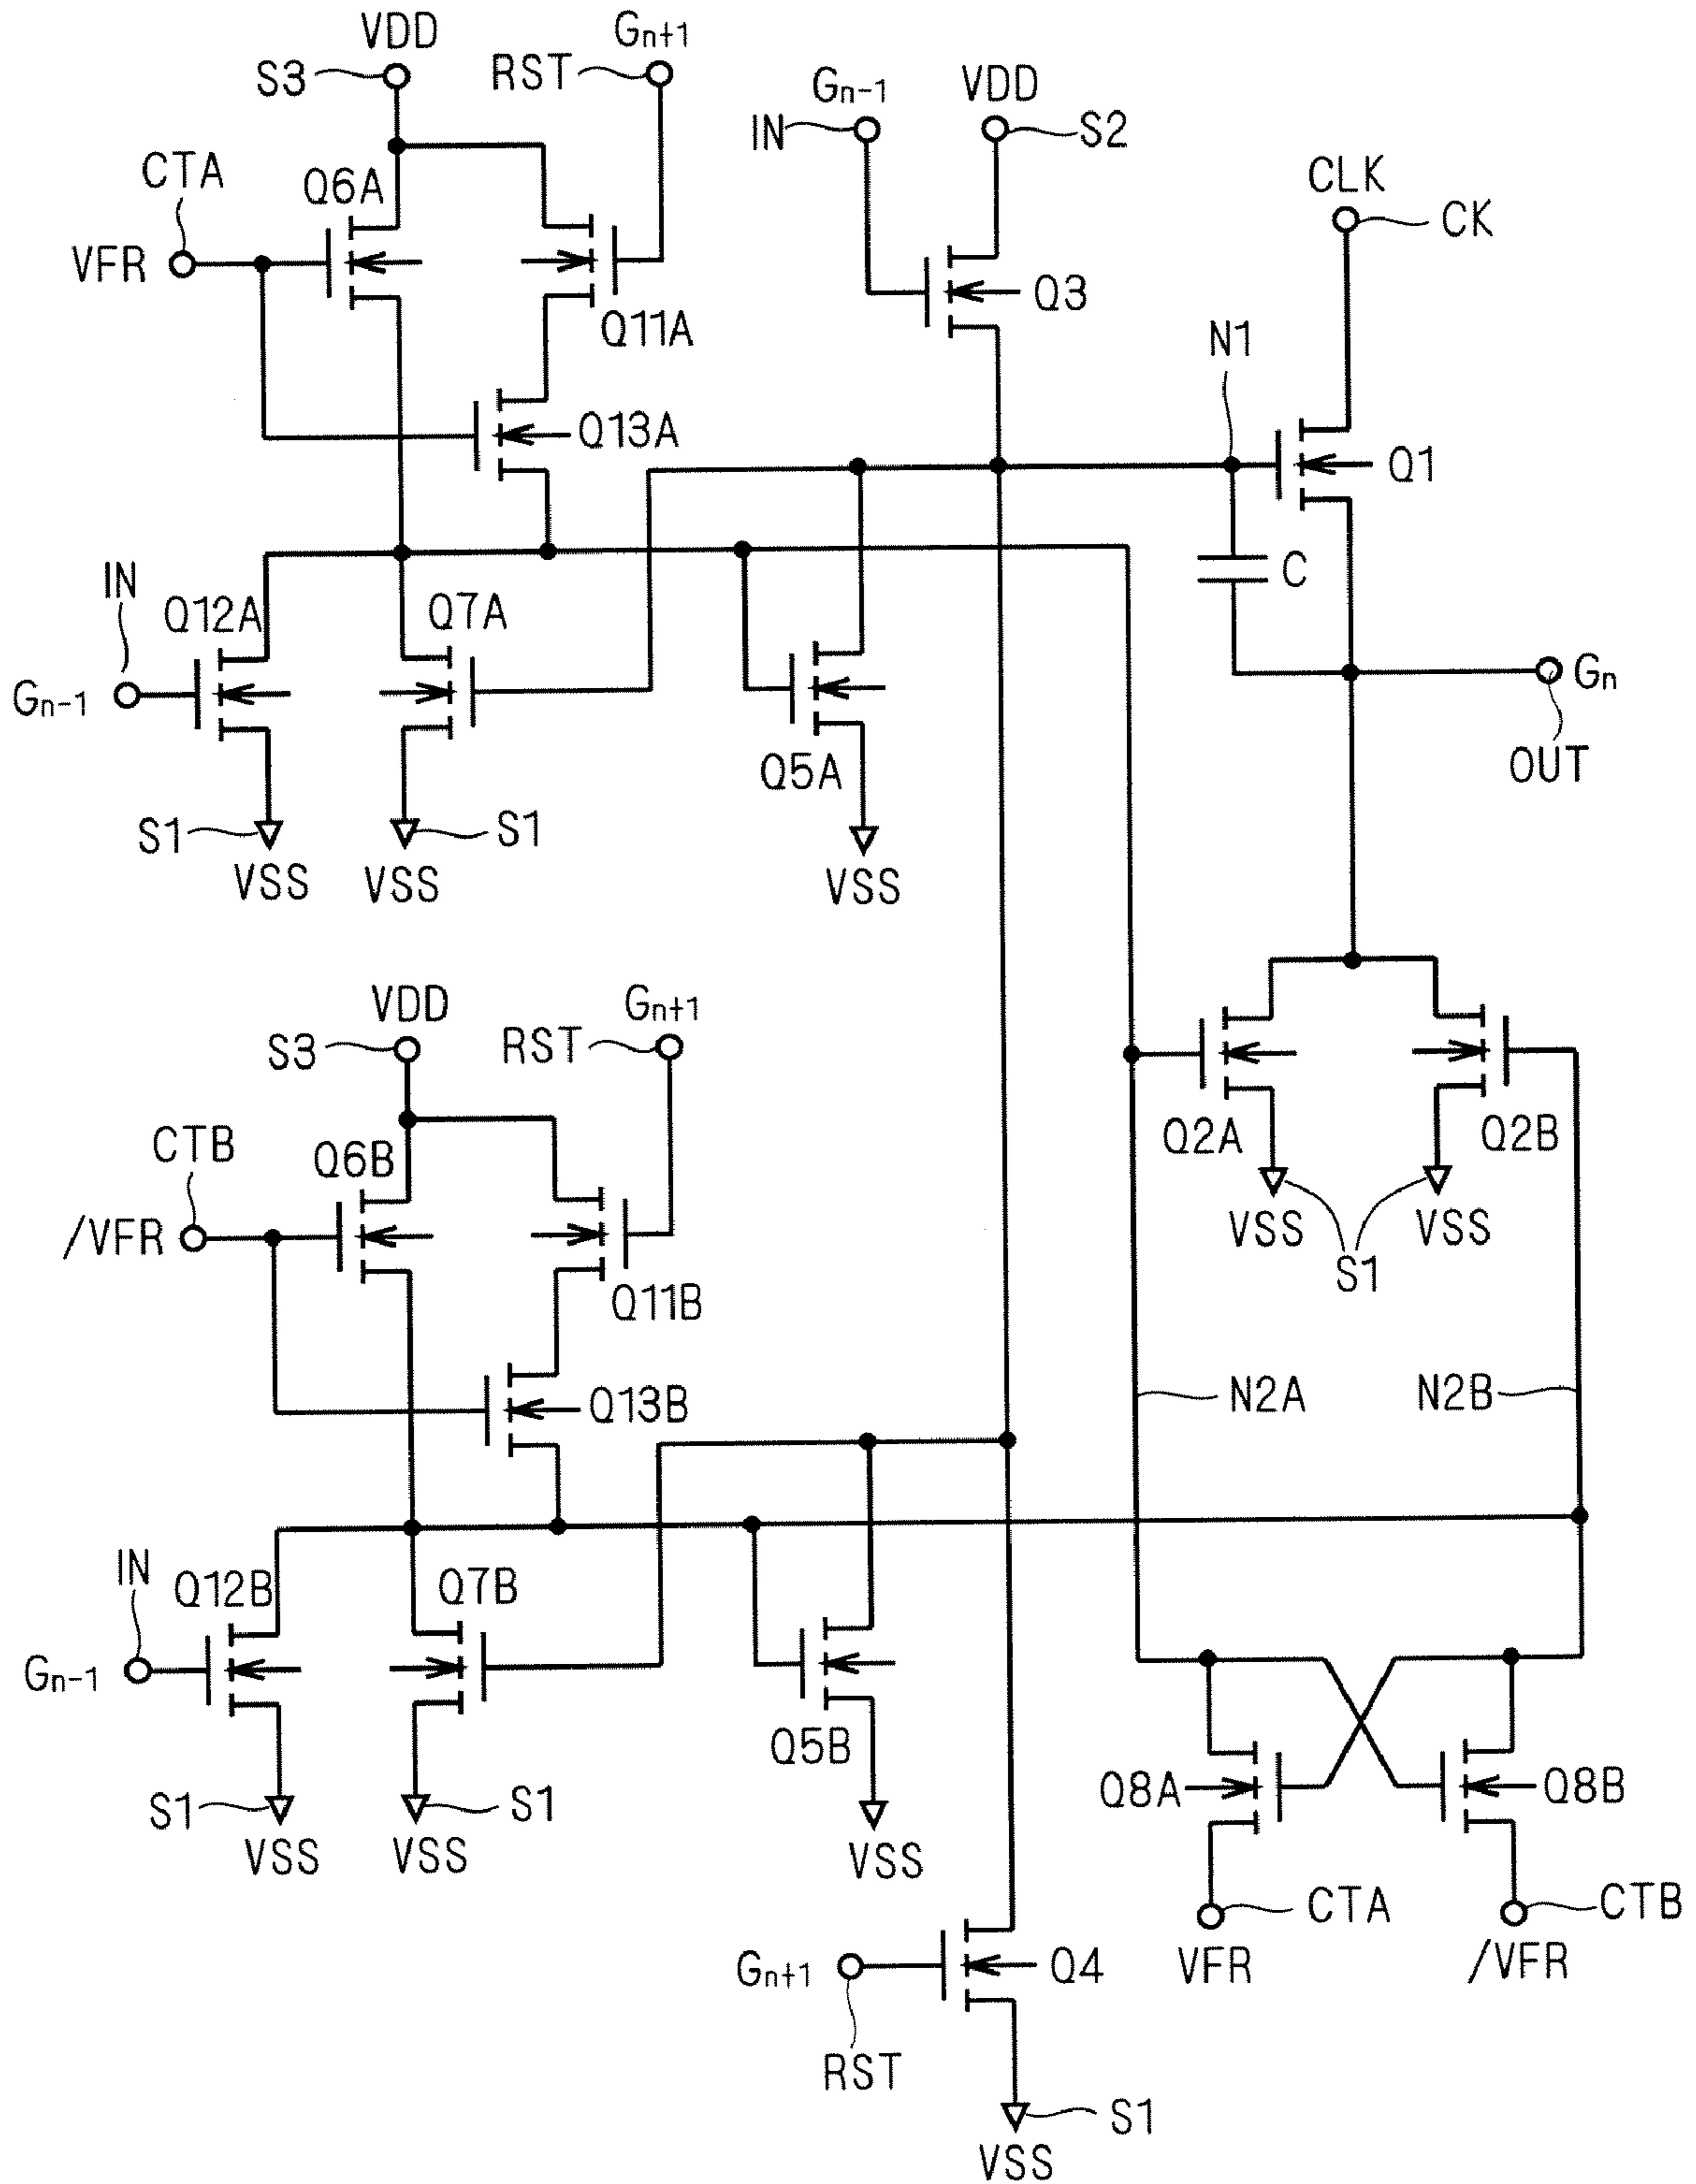 VDD
S3
RST
Gn+1
CTA
Q6A
VFR
Q11A
Q13A
Gn-1
IN
VDD
S2
Q3
CLK
CK
N1
Q1
C
Gn
OUT
IN
Q12A
Gn-1
Q7A
Q5A
S1
VSS
S1
VSS
VSS
VDD
S3
RST
Gn+1
CTB
Q6B
/VFR
Q11B
Q13B
Q2A
Q2B
VSS
VSS
S1
N2A
N2B
IN
Q12B
Gn-1
Q7B
Q5B
S1
VSS
S1
VSS
VSS
Q8A
Q8B
CTA
VFR
CTB
/VFR
Gn+1
Q4
RST
S1
VSS